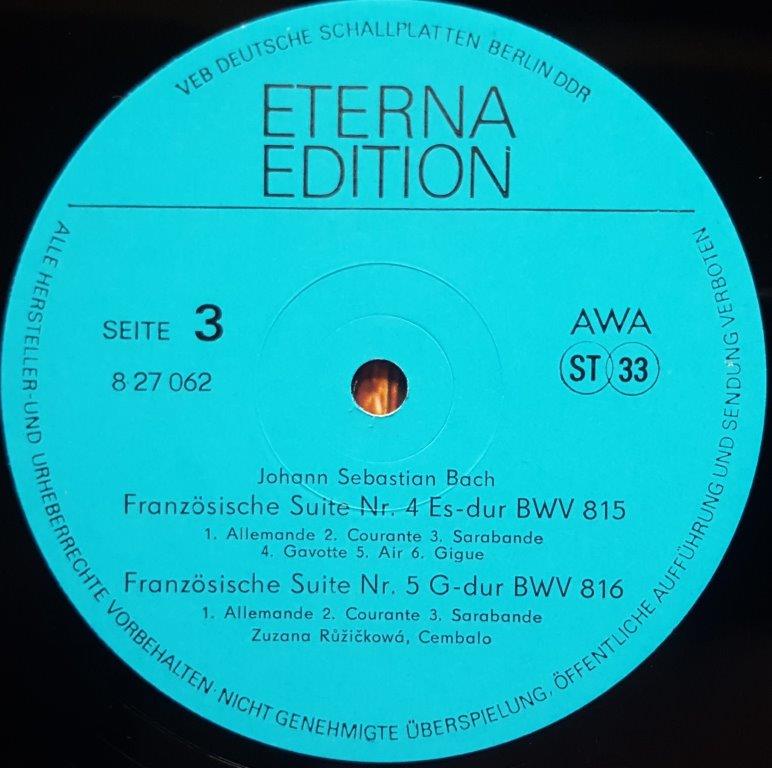 VEB DEUTSCHE SCHALLPLATTEN BERLIN DDR
ETERNA
EDITION
SEITE 3
8 27 062
AWA
ST 33
Johann Sebastian Bach
Französische Suite Nr. 4 Es-dur BWV 815
1. Allemande 2. Courante 3. Sarabande
4. Gavotte 5. Air 6. Gigue
Französische Suite Nr. 5 G-dur BWV 816
1. Allemande 2. Courante 3. Sarabande
Zuzana Růžičkowá, Cembalo
ALLE HERSTELLER-UND URHEBERRECHTE VORBEHALTEN·NICHT GENEHMIGTE ÜBERSPIELUNG, ÖFFENTLICHE AUFFÜHRUNG UND SENDUNG VERBOTEN